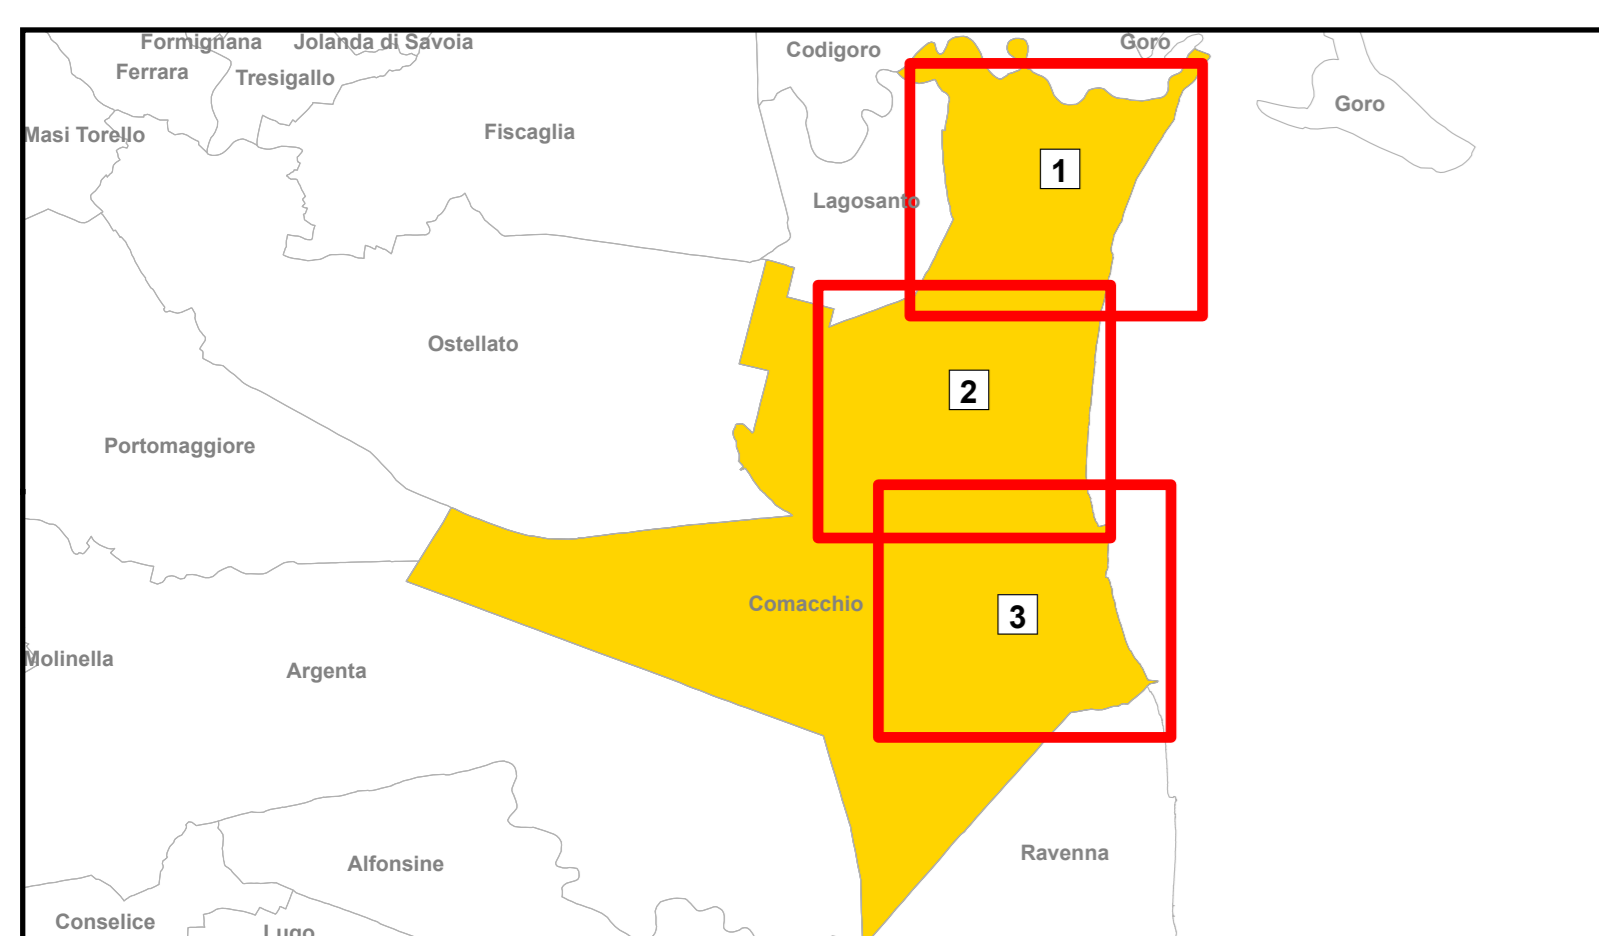 Formignana
Jolanda di Savoia
Codigoro
Goro
Ferrara
Tresigallo
Goro
Masi Torello
Fiscaglia
1
Lagosanto
Ostellato
2
Portomaggiore
Comacchio
3
Molinella
Argenta
Ravenna
Alfonsine
Conselice
Lugo